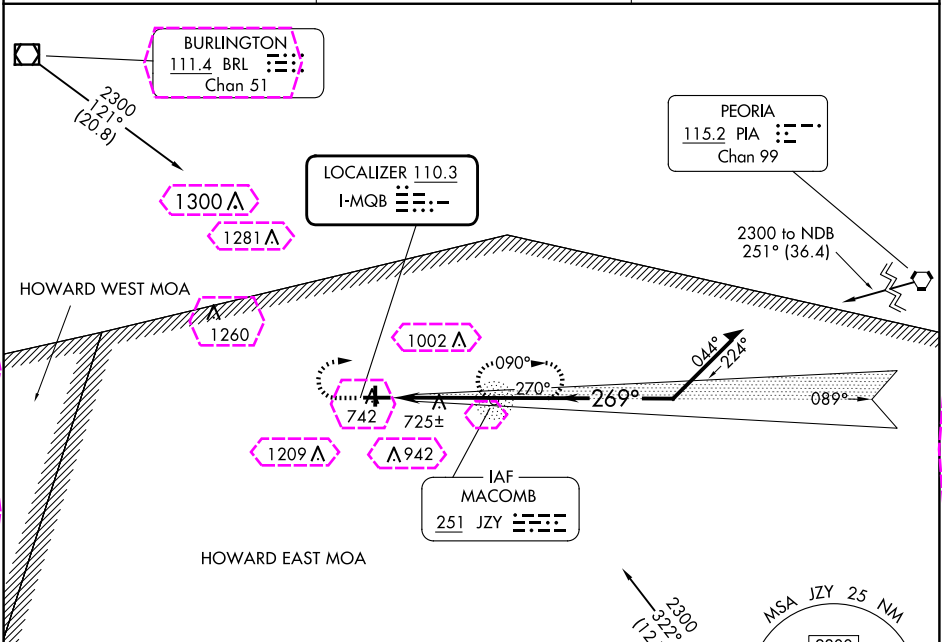 BURLINGTON
111.4 BRL
Chan 51
2300
121°
(20.8)
PEORIA
115.2 PIA
Chan 99
LOCALIZER 110.3
I-MQB
1300
1281
2300 to NDB
251° (36.4)
HOWARD WEST MOA
1260
1002
044°
224°
090°
270°
269°
089°
742
725±
1209
942
IAF
MACOMB
251 JZY
HOWARD EAST MOA
2300
322°
MSA JZY 25 NM